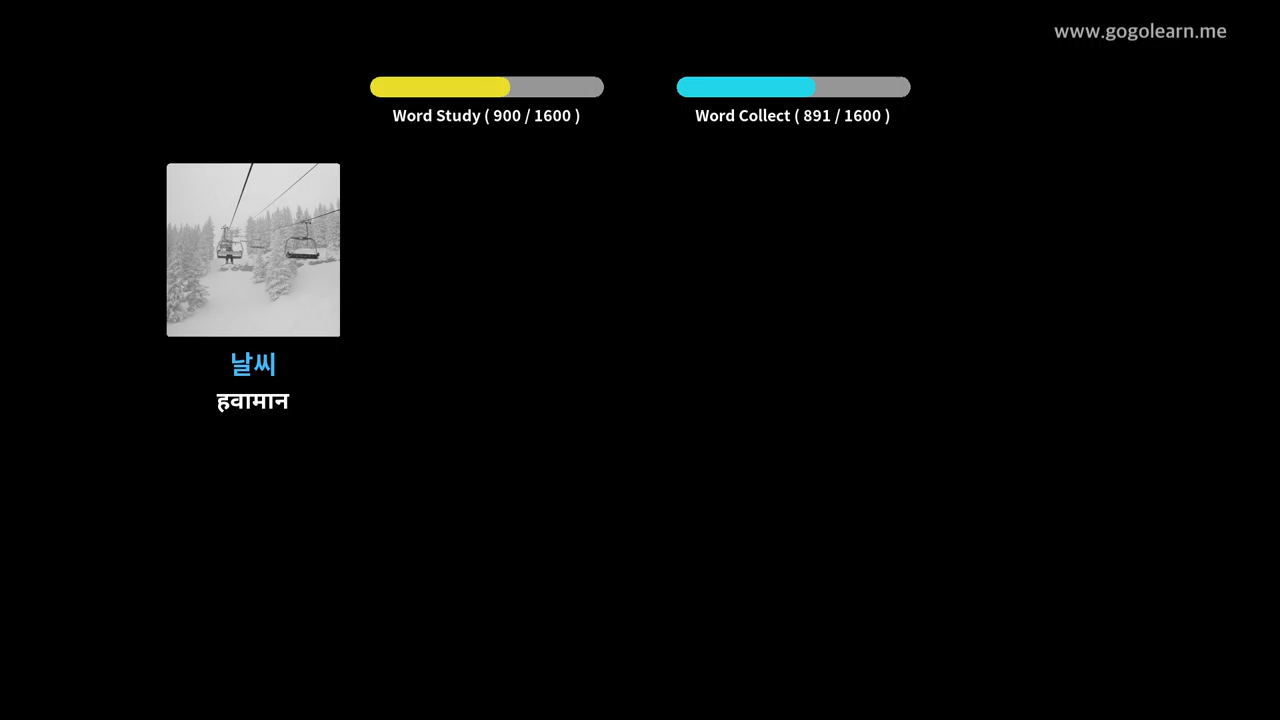 www.gogolearn.me
Word Study ( 900 / 1600 )
Word Collect ( 891 / 1600 )
날씨
हवामान